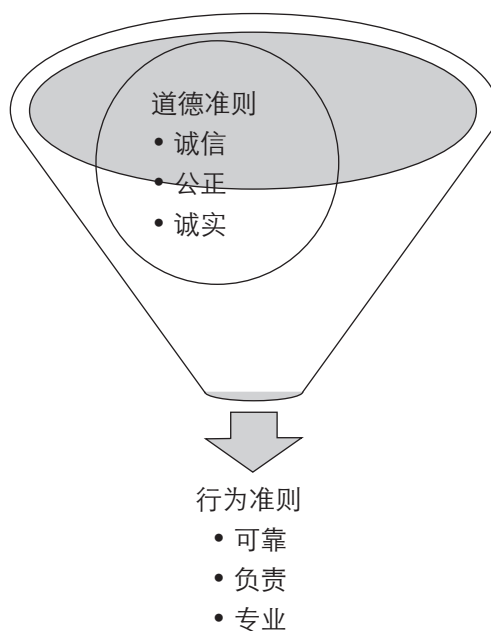 道德准则
• 诚信
• 公正
• 诚实
行为准则
• 可靠
• 负责
• 专业